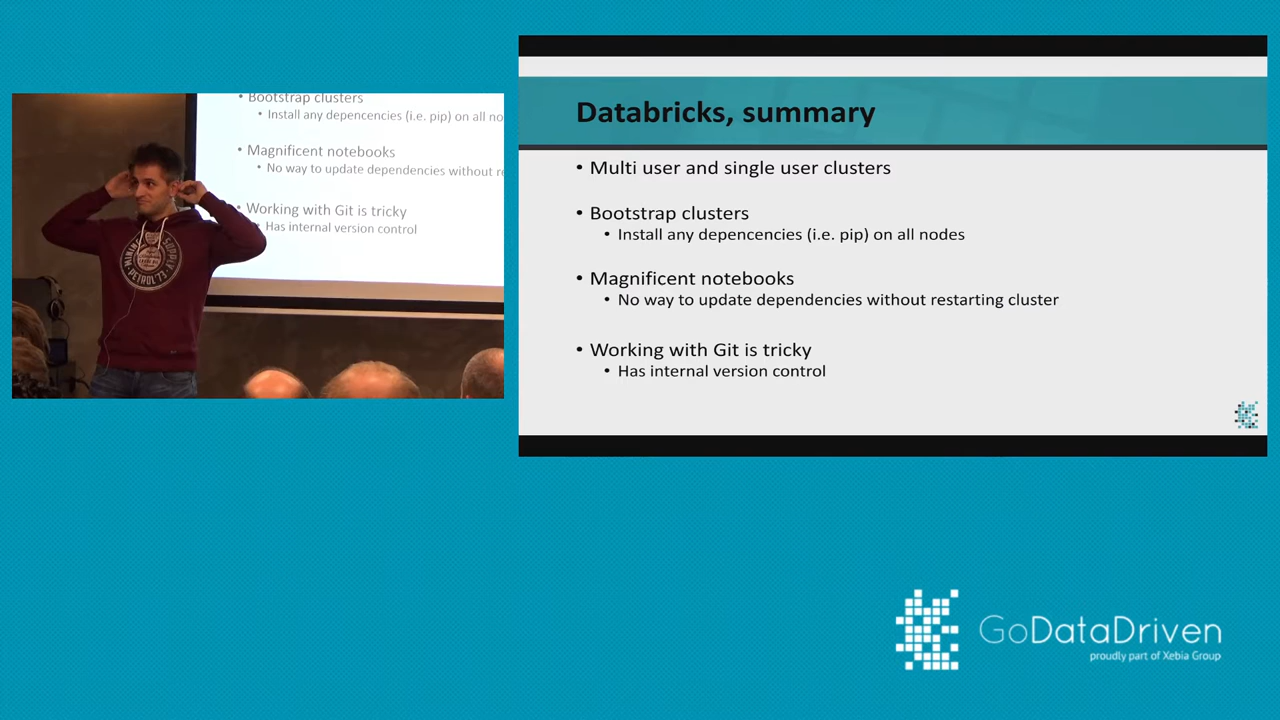 Bootstrap clusters
• Install any depencencies (i.e. pip) on all no
• Magnificent notebooks
• No way to update dependencies without re
• Working with Git is tricky
• Has internal version control
PETROL'73
Databricks, summary
• Multi user and single user clusters
• Bootstrap clusters
• Install any depencencies (i.e. pip) on all nodes
• Magnificent notebooks
• No way to update dependencies without restarting cluster
• Working with Git is tricky
• Has internal version control
GoDataDriven
proudly part of Xebia Group